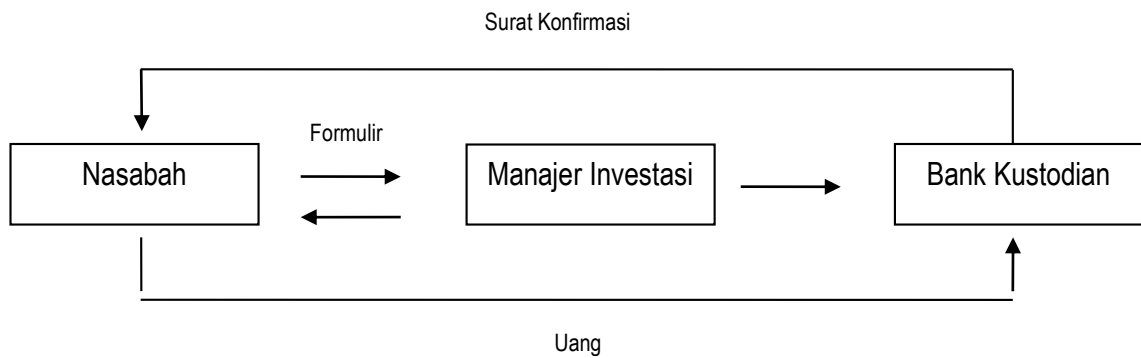 Surat Konfirmasi
Formulir
Nasabah
Manajer Investasi
Bank Kustodian
Uang